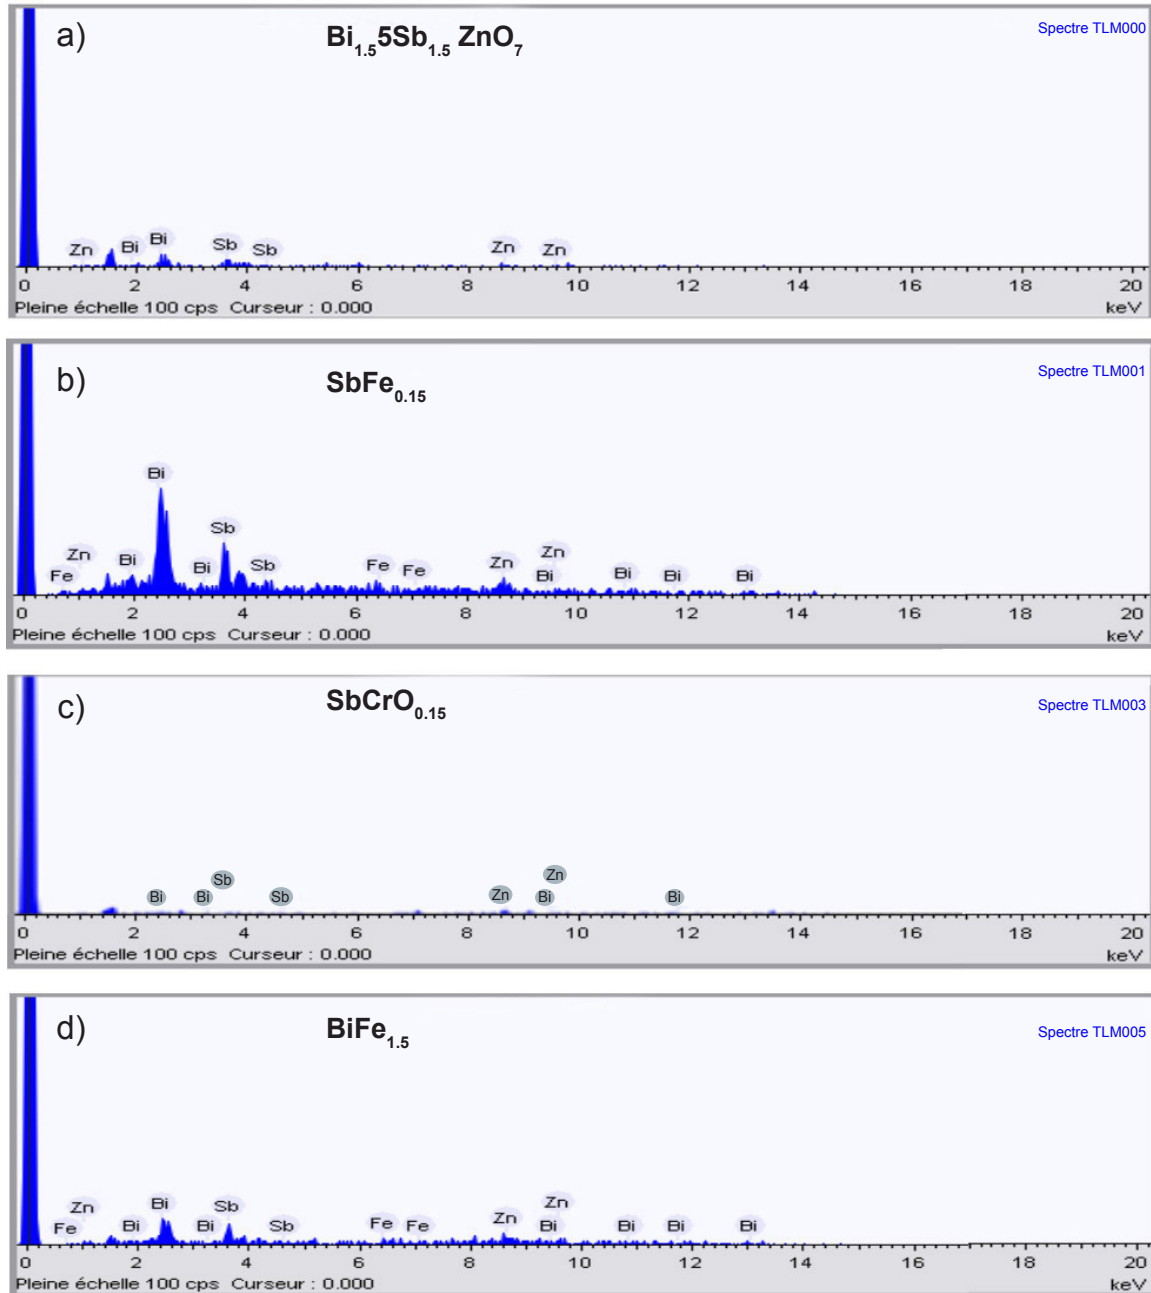 a) Bi1.55Sb1.5 ZnO7 Spectre TLM000
Zn Bi Bi Sb Sb Zn Zn
0 2 4 6 8 10 12 14 16 18 20
Pleine échelle 100 cps Curseur : 0.000 keV
b) SbFe0.15 Spectre TLM001
Fe Zn Bi Bi Bi Sb Sb Fe Fe Zn Zn Bi Bi Bi Bi
0 2 4 6 8 10 12 14 16 18 20
Pleine échelle 100 cps Curseur : 0.000 keV
c) SbCrO0.15 Spectre TLM003
Bi Bi Sb Sb Zn Zn Bi Bi
0 2 4 6 8 10 12 14 16 18 20
Pleine échelle 100 cps Curseur : 0.000 keV
d) BiFe1.5 Spectre TLM005
Fe Zn Bi Bi Bi Sb Sb Fe Fe Zn Zn Bi Bi Bi Bi
0 2 4 6 8 10 12 14 16 18 20
Pleine échelle 100 cps Curseur : 0.000 keV